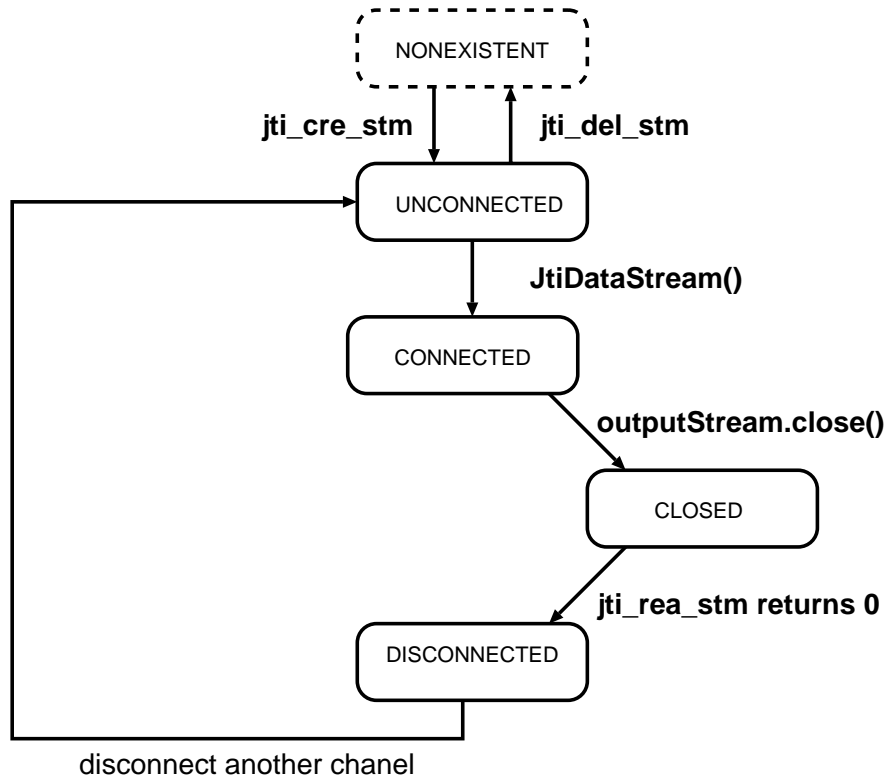 NONEXISTENT
jti_cre_stm
jti_del_stm
UNCONNECTED
JtiDataStream()
CONNECTED
outputStream.close()
CLOSED
jti_rea_stm returns 0
DISCONNECTED
disconnect another chanel